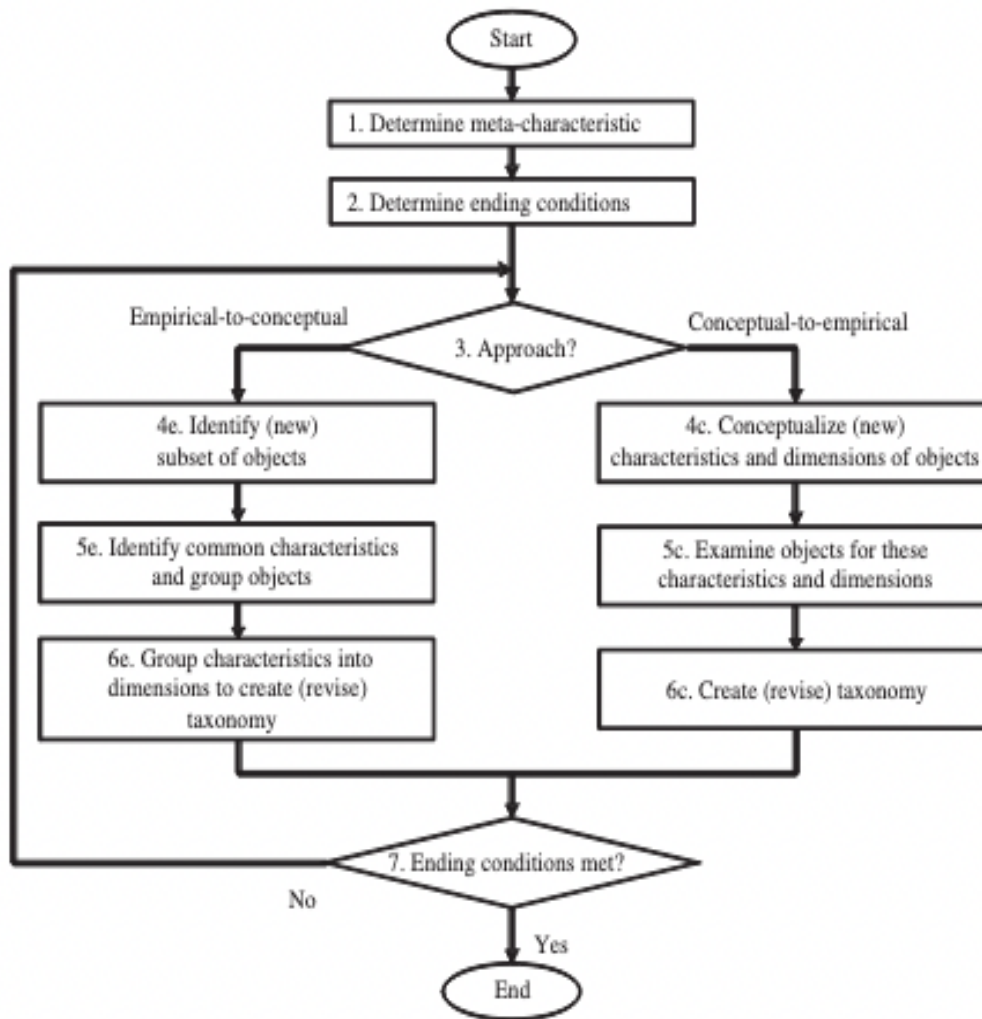 Start
1. Determine meta-characteristic
2. Determine ending conditions
Empirical-to-conceptual
Conceptual-to-empirical
3. Approach?
4e. Identify (new)
subset of objects
4c. Conceptualize (new)
characteristics and dimensions of objects
5e. Identify common characteristics
and group objects
5c. Examine objects for these
characteristics and dimensions
6e. Group characteristics into
dimensions to create (revise)
taxonomy
6c. Create (revise) taxonomy
7. Ending conditions met?
No
Yes
End